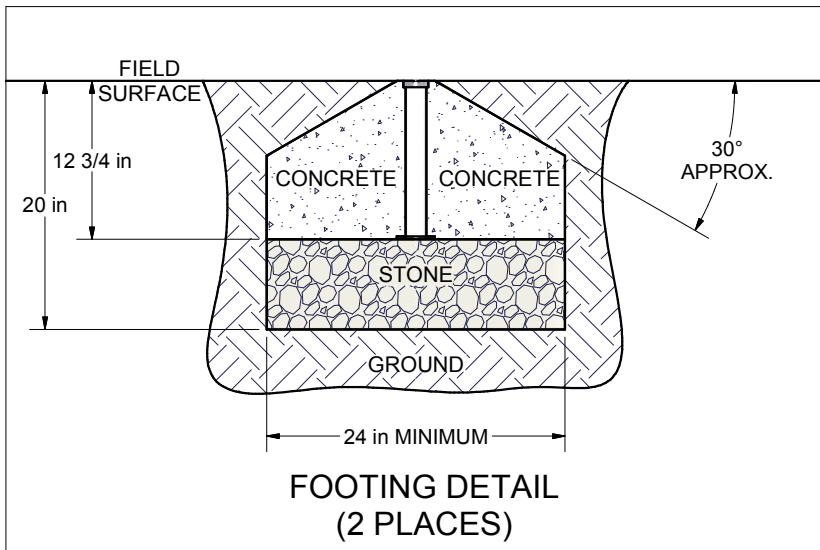 FIELD
SURFACE
12 3/4 in
20 in
CONCRETE
CONCRETE
30°
APPROX.
STONE
GROUND
24 in MINIMUM
FOOTING DETAIL
(2 PLACES)